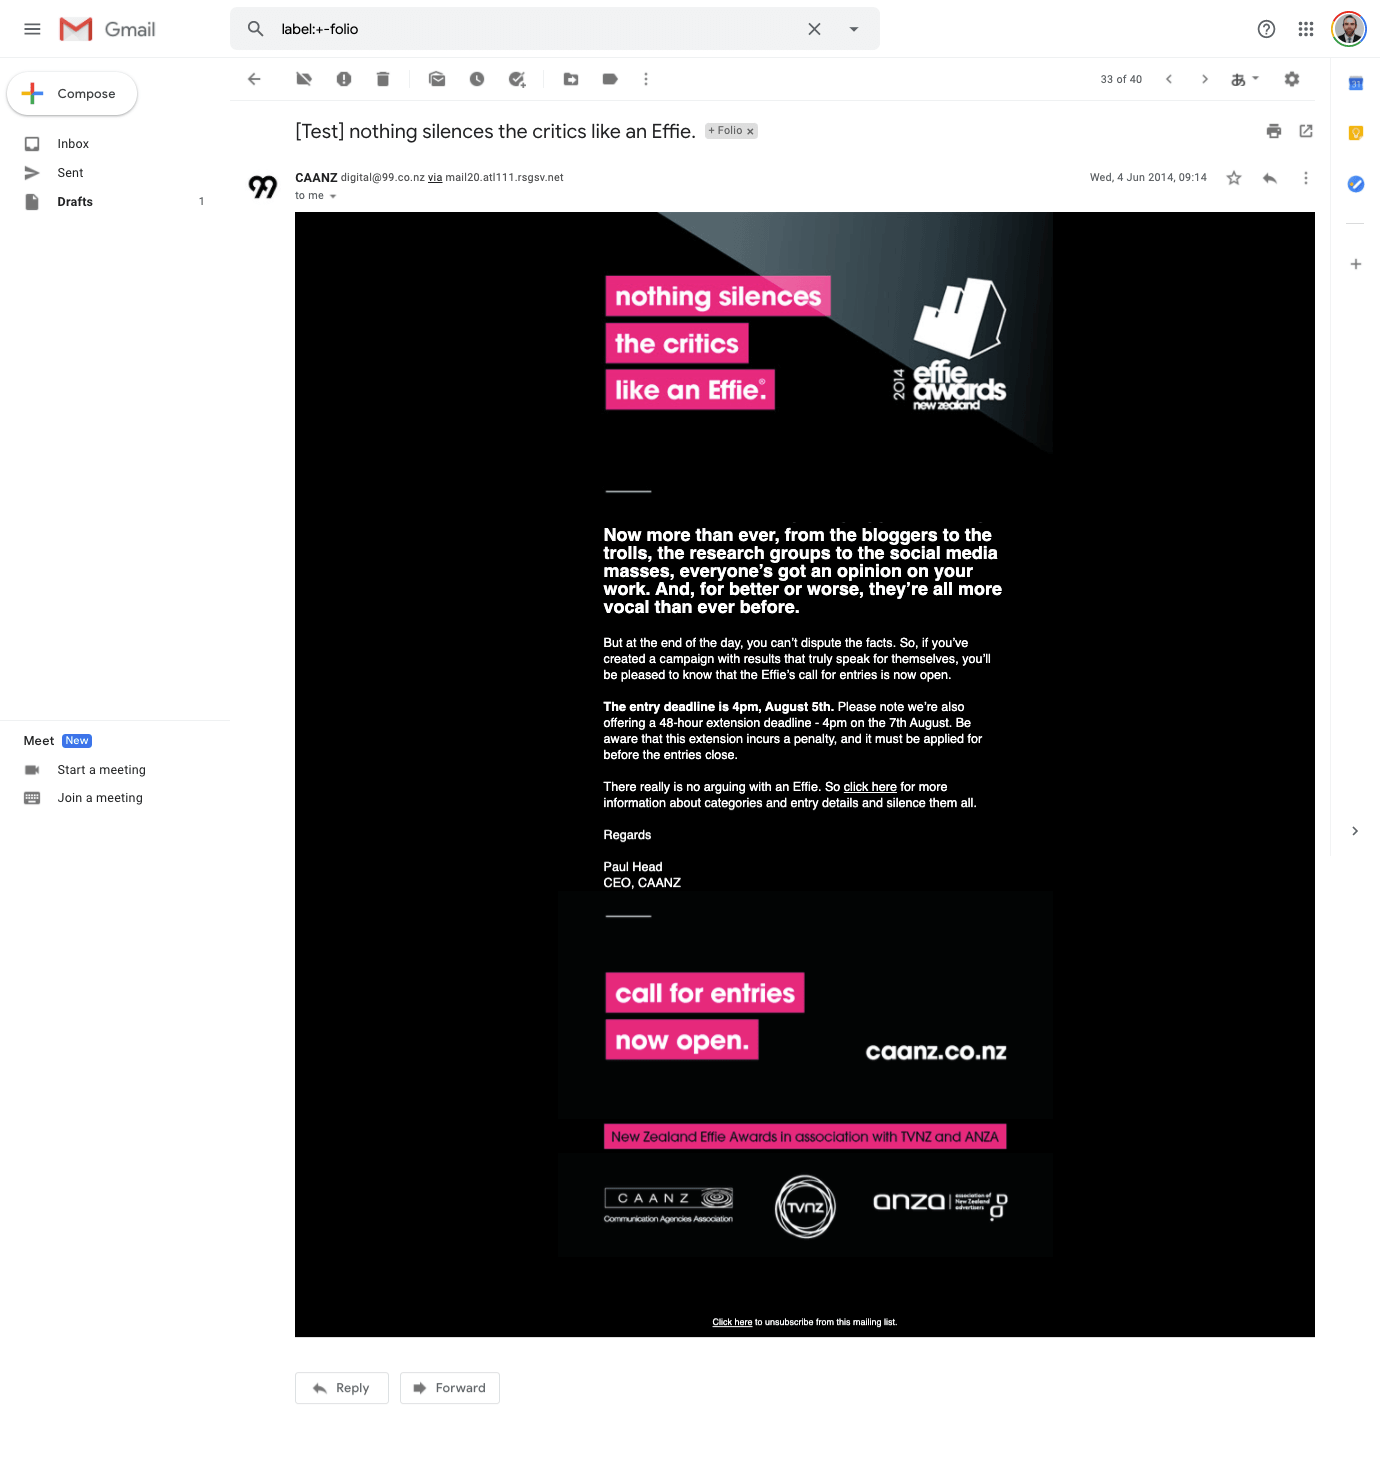 Gmail
label:+-folio
Compose
Inbox
Sent
Drafts 1
Meet New
Start a meeting
Join a meeting
33 of 40
あ
31
[Test] nothing silences the critics like an Effie. + Folio ×
99
CAANZ digital@99.co.nz via mail20.atl111.rsgsv.net
Wed, 4 Jun 2014, 09:14
to me
nothing silences
the critics
like an Effie.®
2014
effie
awards
new zealand
Now more than ever, from the bloggers to the
trolls, the research groups to the social media
masses, everyone's got an opinion on your
work. And, for better or worse, they're all more
vocal than ever before.
But at the end of the day, you can't dispute the facts. So, if you've
created a campaign with results that truly speak for themselves, you'll
be pleased to know that the Effie's call for entries is now open.
The entry deadline is 4pm, August 5th. Please note we're also
offering a 48-hour extension deadline - 4pm on the 7th August. Be
aware that this extension incurs a penalty, and it must be applied for
before the entries close.
There really is no arguing with an Effie. So click here for more
information about categories and entry details and silence them all.
Regards
Paul Head
CEO, CAANZ
call for entries
now open.
caanz.co.nz
New Zealand Effie Awards in association with TVNZ and ANZA
CAANZ
Communication Agencies Association
TVNZ
anza
association of
New Zealand
advertisers
Click here to unsubscribe from this mailing list.
Reply
Forward